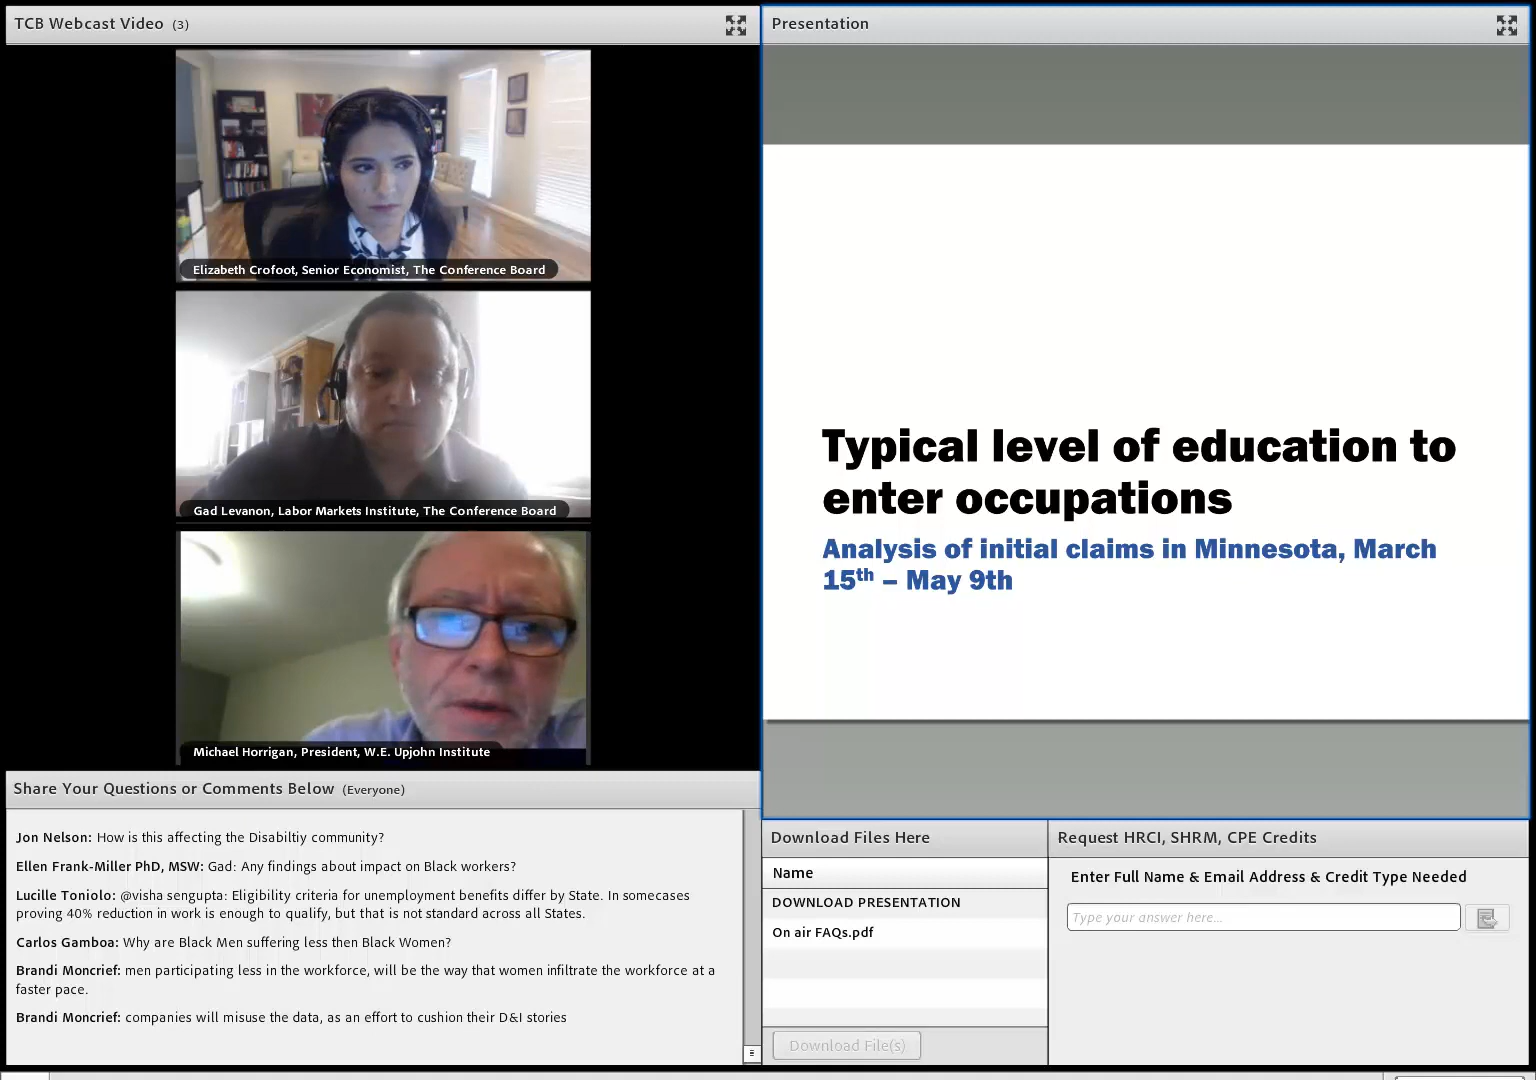 TCB Webcast Video (3)
Elizabeth Crofoot, Senior Economist, The Conference Board
Gad Levanon, Labor Markets Institute, The Conference Board
Michael Horrigan, President, W.E. Upjohn Institute
Share Your Questions or Comments Below (Everyone)
Jon Nelson: How is this affecting the Disabiltiy community?
Ellen Frank-Miller PhD, MSW: Gad: Any findings about impact on Black workers?
Lucille Toniolo: @visha sengupta: Eligibility criteria for unemployment benefits differ by State. In somecases
proving 40% reduction in work is enough to qualify, but that is not standard across all States.
Carlos Gamboa: Why are Black Men suffering less then Black Women?
Brandi Moncrief: men participating less in the workforce, will be the way that women infiltrate the workforce at a
faster pace.
Brandi Moncrief: companies will misuse the data, as an effort to cushion their D&I stories
Presentation
Typical level of education to
enter occupations
Analysis of initial claims in Minnesota, March
15th – May 9th
Download Files Here
Name
DOWNLOAD PRESENTATION
On air FAQs.pdf
Download File(s)
Request HRCI, SHRM, CPE Credits
Enter Full Name & Email Address & Credit Type Needed
Type your answer here...